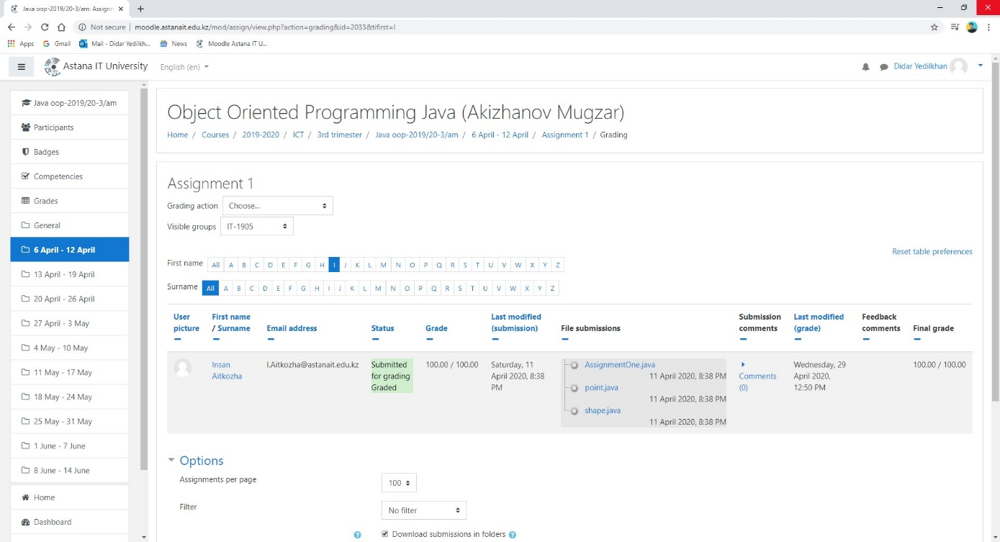 Java oop-2019/20-3/am: Assignm
Not secure | moodle.astanait.edu.kz/mod/assign/view.php?action=grading&id=2033&tifirst=I
Apps Gmail Mail - Didar Yedilkh... News Moodle Astana IT U...
Astana IT University English (en) Didar Yedilkhan
Java oop-2019/20-3/am
Participants
Badges
Competencies
Grades
General
6 April - 12 April
13 April - 19 April
20 April - 26 April
27 April - 3 May
4 May - 10 May
11 May - 17 May
18 May - 24 May
25 May - 31 May
1 June - 7 June
8 June - 14 June
Home
Dashboard
Object Oriented Programming Java (Akizhanov Mugzar)
Home / Courses / 2019-2020 / ICT / 3rd trimester / Java oop-2019/20-3/am / 6 April - 12 April / Assignment 1 / Grading
Assignment 1
Grading action Choose...
Visible groups IT-1905
Reset table preferences
First name All A B C D E F G H I J K L M N O P Q R S T U V W X Y Z
Surname All A B C D E F G H I J K L M N O P Q R S T U V W X Y Z
User picture
First name / Surname
Email address
Status
Grade
Last modified (submission)
File submissions
Submission comments
Last modified (grade)
Feedback comments
Final grade
Insan Aitkozha
I.Aitkozha@astanait.edu.kz
Submitted for grading
Graded
100.00 / 100.00
Saturday, 11 April 2020, 8:38 PM
AssignmentOne.java
11 April 2020, 8:38 PM
point.java
11 April 2020, 8:38 PM
shape.java
11 April 2020, 8:38 PM
Comments (0)
Wednesday, 29 April 2020, 12:50 PM
100.00 / 100.00
Options
Assignments per page 100
Filter No filter
Download submissions in folders